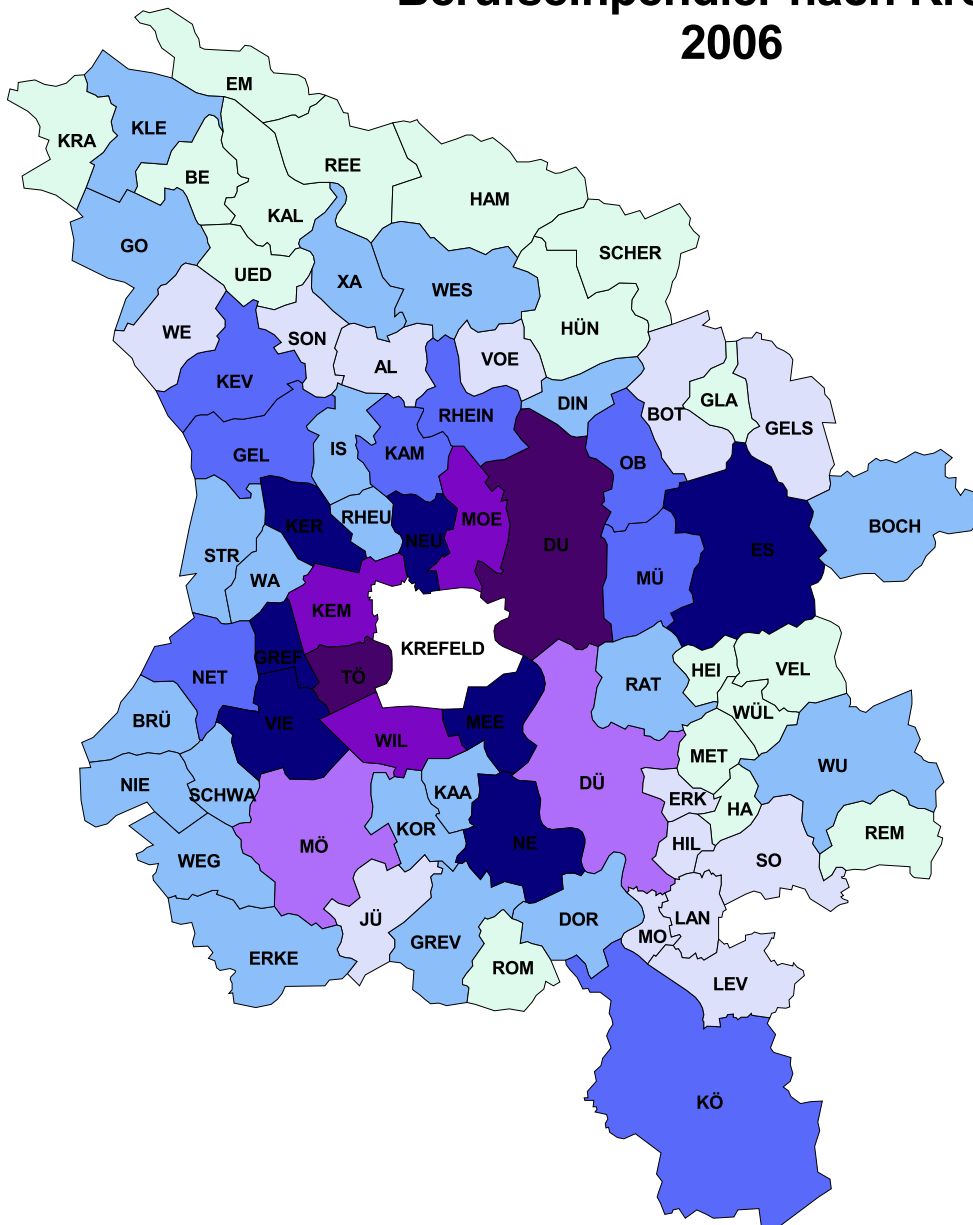 Berufseinpendler nach Kre
2006
EM
KRA
KLE
BE
REE
KAL
HAM
GO
UED
XA
WES
SCHER
WE
SON
HÜN
KEV
AL
VOE
DIN
GLA
RHEIN
BOT
GELS
GEL
IS
KAM
OB
KER
RHEU
MOE
BOCH
STR
NEU
DU
ES
WA
MÜ
KEM
KREFELD
GREF
NET
TÖ
RAT
HEI
VEL
BRÜ
VIE
WIL
MEE
WÜL
MET
NIE
SCHWA
KAA
DÜ
WU
ERK
HA
KOR
MÖ
NE
HIL
REM
WEG
SO
JÜ
DOR
LAN
ERKE
GREV
MO
ROM
LEV
KÖ